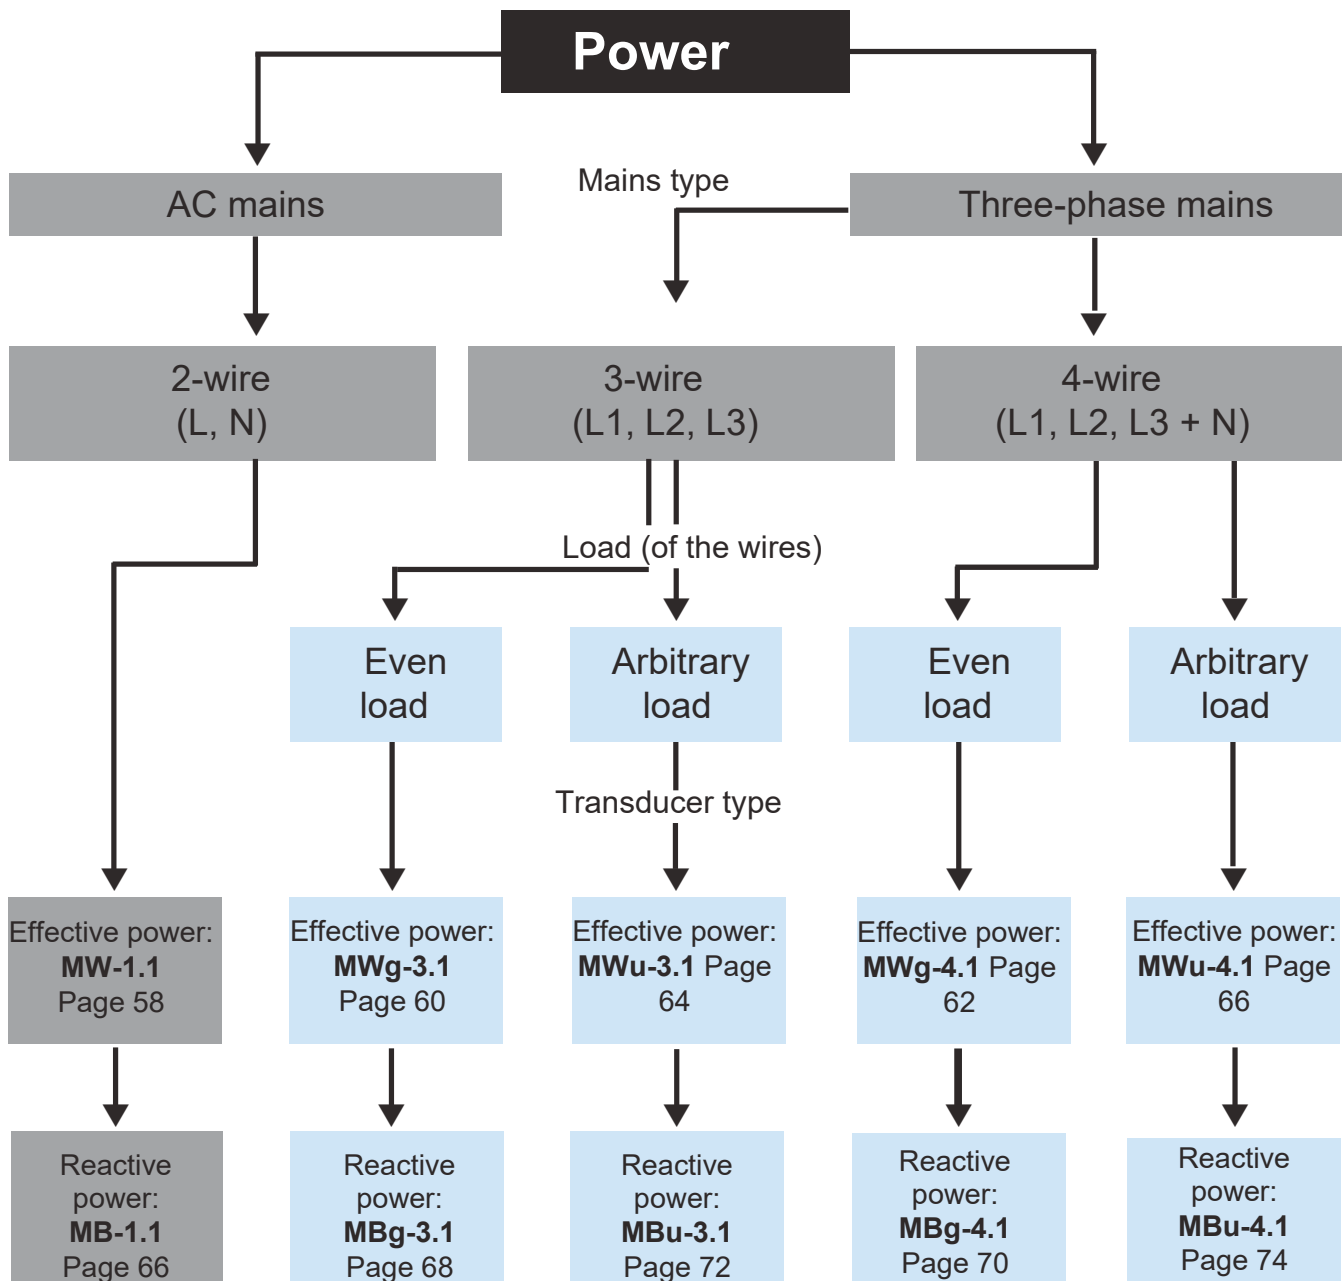 Power
Mains type
AC mains
Three-phase mains
2-wire
(L, N)
3-wire
(L1, L2, L3)
4-wire
(L1, L2, L3 + N)
Load (of the wires)
Even
load
Arbitrary
load
Even
load
Arbitrary
load
Transducer type
Effective power:
MW-1.1
Page 58
Effective power:
MWg-3.1
Page 60
Effective power:
MWu-3.1 Page
64
Effective power:
MWg-4.1 Page
62
Effective power:
MWu-4.1 Page
66
Reactive
power:
MB-1.1
Page 66
Reactive
power:
MBg-3.1
Page 68
Reactive
power:
MBu-3.1
Page 72
Reactive
power:
MBg-4.1
Page 70
Reactive
power:
MBu-4.1
Page 74